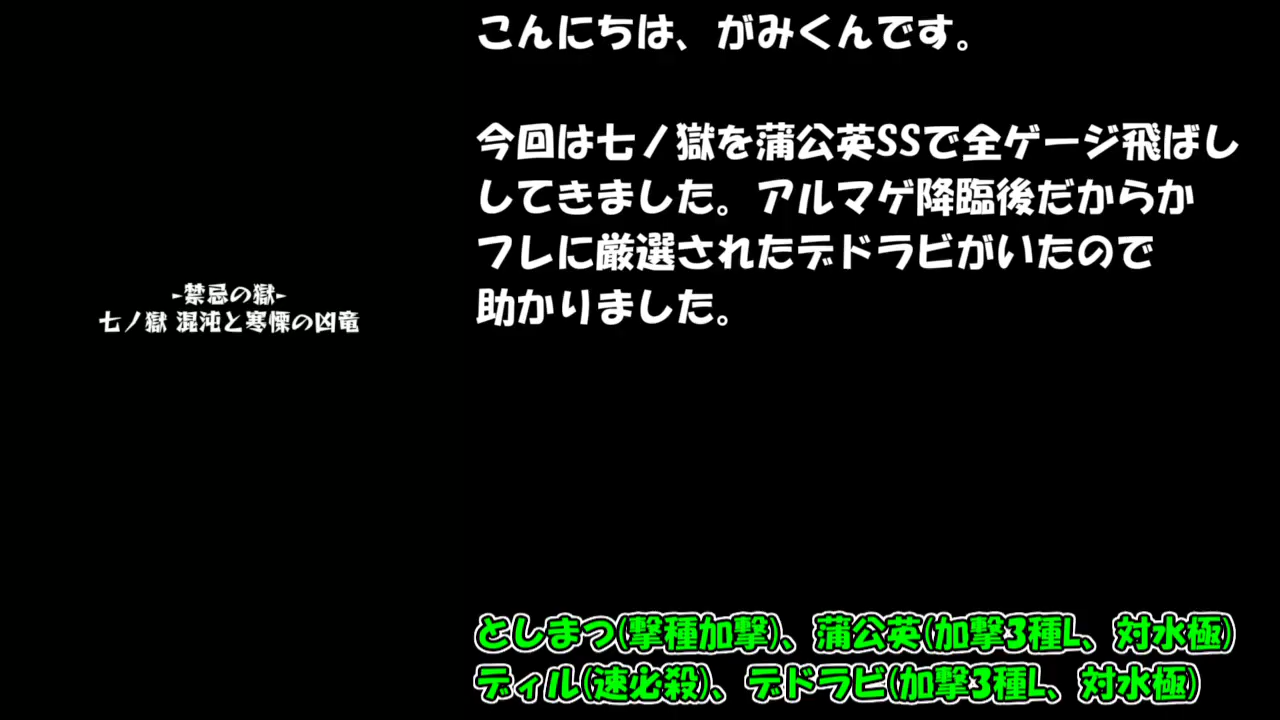 こんにちは、がみくんです。
今回は七ノ獄を蒲公英SSで全ゲージ飛ばし
してきました。アルマゲ降臨後だからか
フレに厳選されたデドラビがいたので
助かりました。
-禁忌の獄-
七ノ獄 混沌と寒慄の凶竜
としまつ(撃種加撃)、蒲公英(加撃3種L、対水極)
ディル(速必殺)、デドラビ(加撃3種L、対水極)